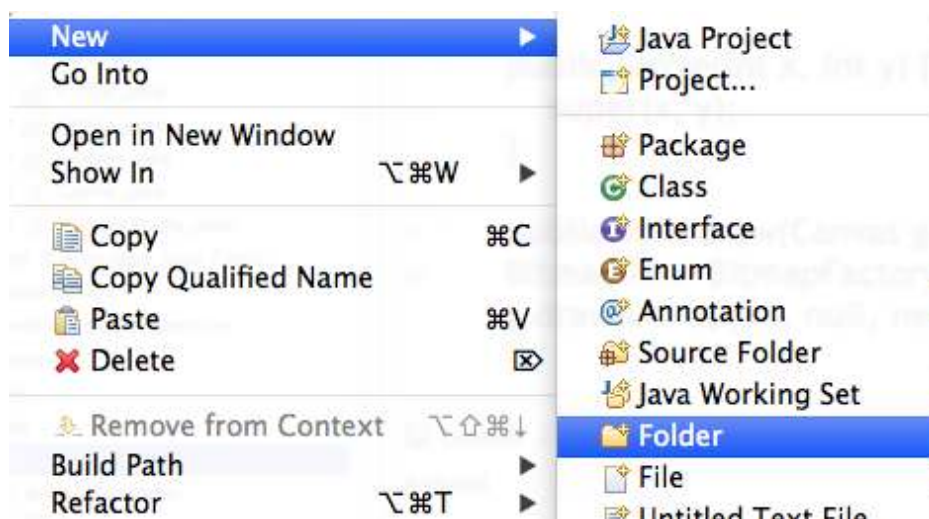 New
Go Into
Open in New Window
Show In ⌥⌘W
Copy ⌘C
Copy Qualified Name
Paste ⌘V
Delete ⌦
Remove from Context ⌥⇧⌘↓
Build Path
Refactor ⌥⌘T
Java Project
Project...
Package
Class
Interface
Enum
Annotation
Source Folder
Java Working Set
Folder
File
Untitled Text File